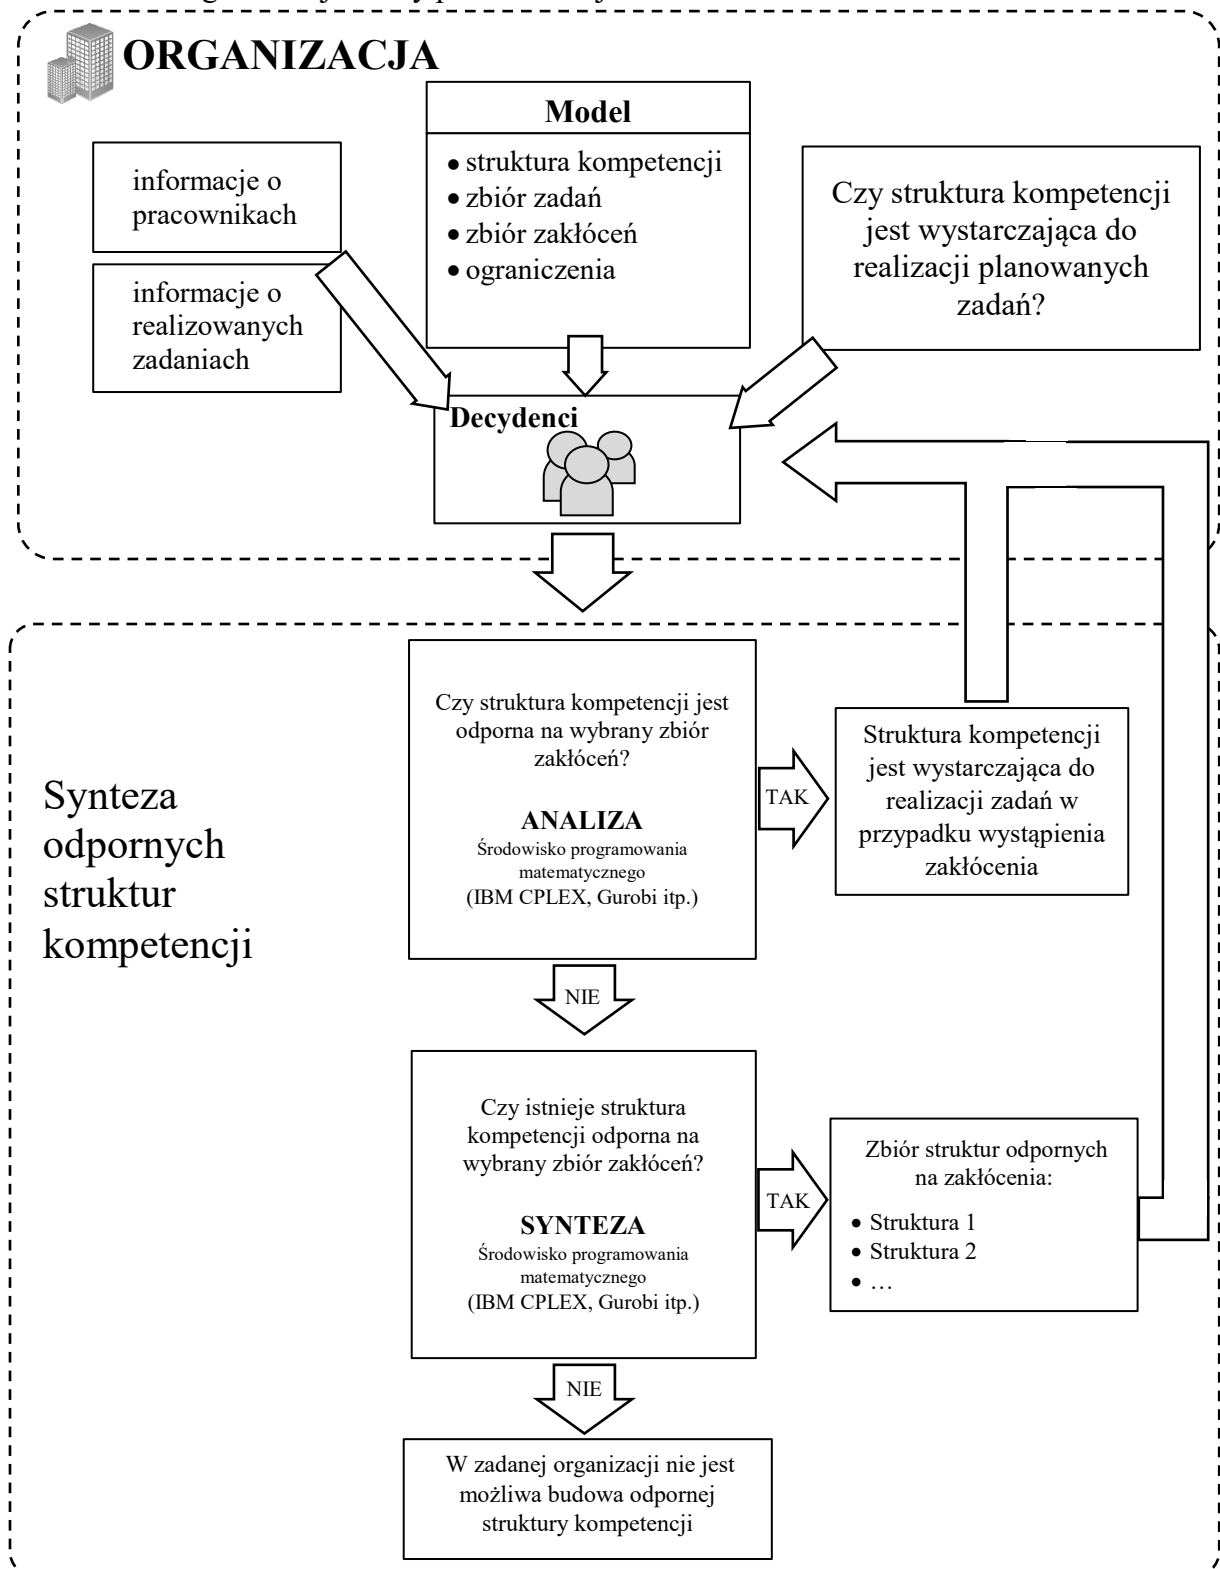 ORGANIZACJA
Model
• struktura kompetencji
• zbiór zadań
• zbiór zakłóceń
• ograniczenia
informacje o
pracownikach
informacje o
realizowanych
zadaniach
Czy struktura kompetencji
jest wystarczająca do
realizacji planowanych
zadań?
Decydenci
Synteza
odpornych
struktur
kompetencji
Czy struktura kompetencji jest
odporna na wybrany zbiór
zakłóceń?
ANALIZA
Środowisko programowania
matematycznego
(IBM CPLEX, Gurobi itp.)
TAK
Struktura kompetencji
jest wystarczająca do
realizacji zadań w
przypadku wystąpienia
zakłócenia
NIE
Czy istnieje struktura
kompetencji odporna na
wybrany zbiór zakłóceń?
SYNTEZA
Środowisko programowania
matematycznego
(IBM CPLEX, Gurobi itp.)
TAK
Zbiór struktur odpornych
na zakłócenia:
• Struktura 1
• Struktura 2
• …
NIE
W zadanej organizacji nie jest
możliwa budowa odpornej
struktury kompetencji